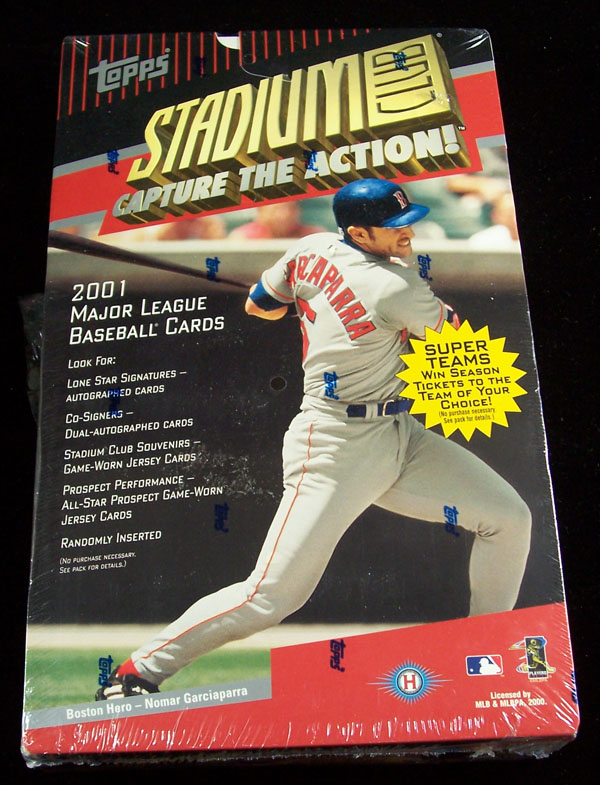 TOPPS
STADIUM CLUB
CAPTURE THE ACTION!™
2001
MAJOR LEAGUE
BASEBALL® CARDS
LOOK FOR:
LONE STAR SIGNATURES –
AUTOGRAPHED CARDS
CO-SIGNERS –
DUAL-AUTOGRAPHED CARDS
STADIUM CLUB SOUVENIRS –
GAME-WORN JERSEY CARDS
PROSPECT PERFORMANCE –
ALL-STAR PROSPECT GAME-WORN
JERSEY CARDS
RANDOMLY INSERTED
(NO PURCHASE NECESSARY.
SEE PACK FOR DETAILS.)
B
GARCIAPARRA
5
SUPER
TEAMS
WIN SEASON
TICKETS TO THE
TEAM OF YOUR
CHOICE!
(No purchase necessary.
See pack for details.)
Boston Hero – Nomar Garciaparra
H
PLAYERS
Licensed by
MLB & MLBPA, 2000.